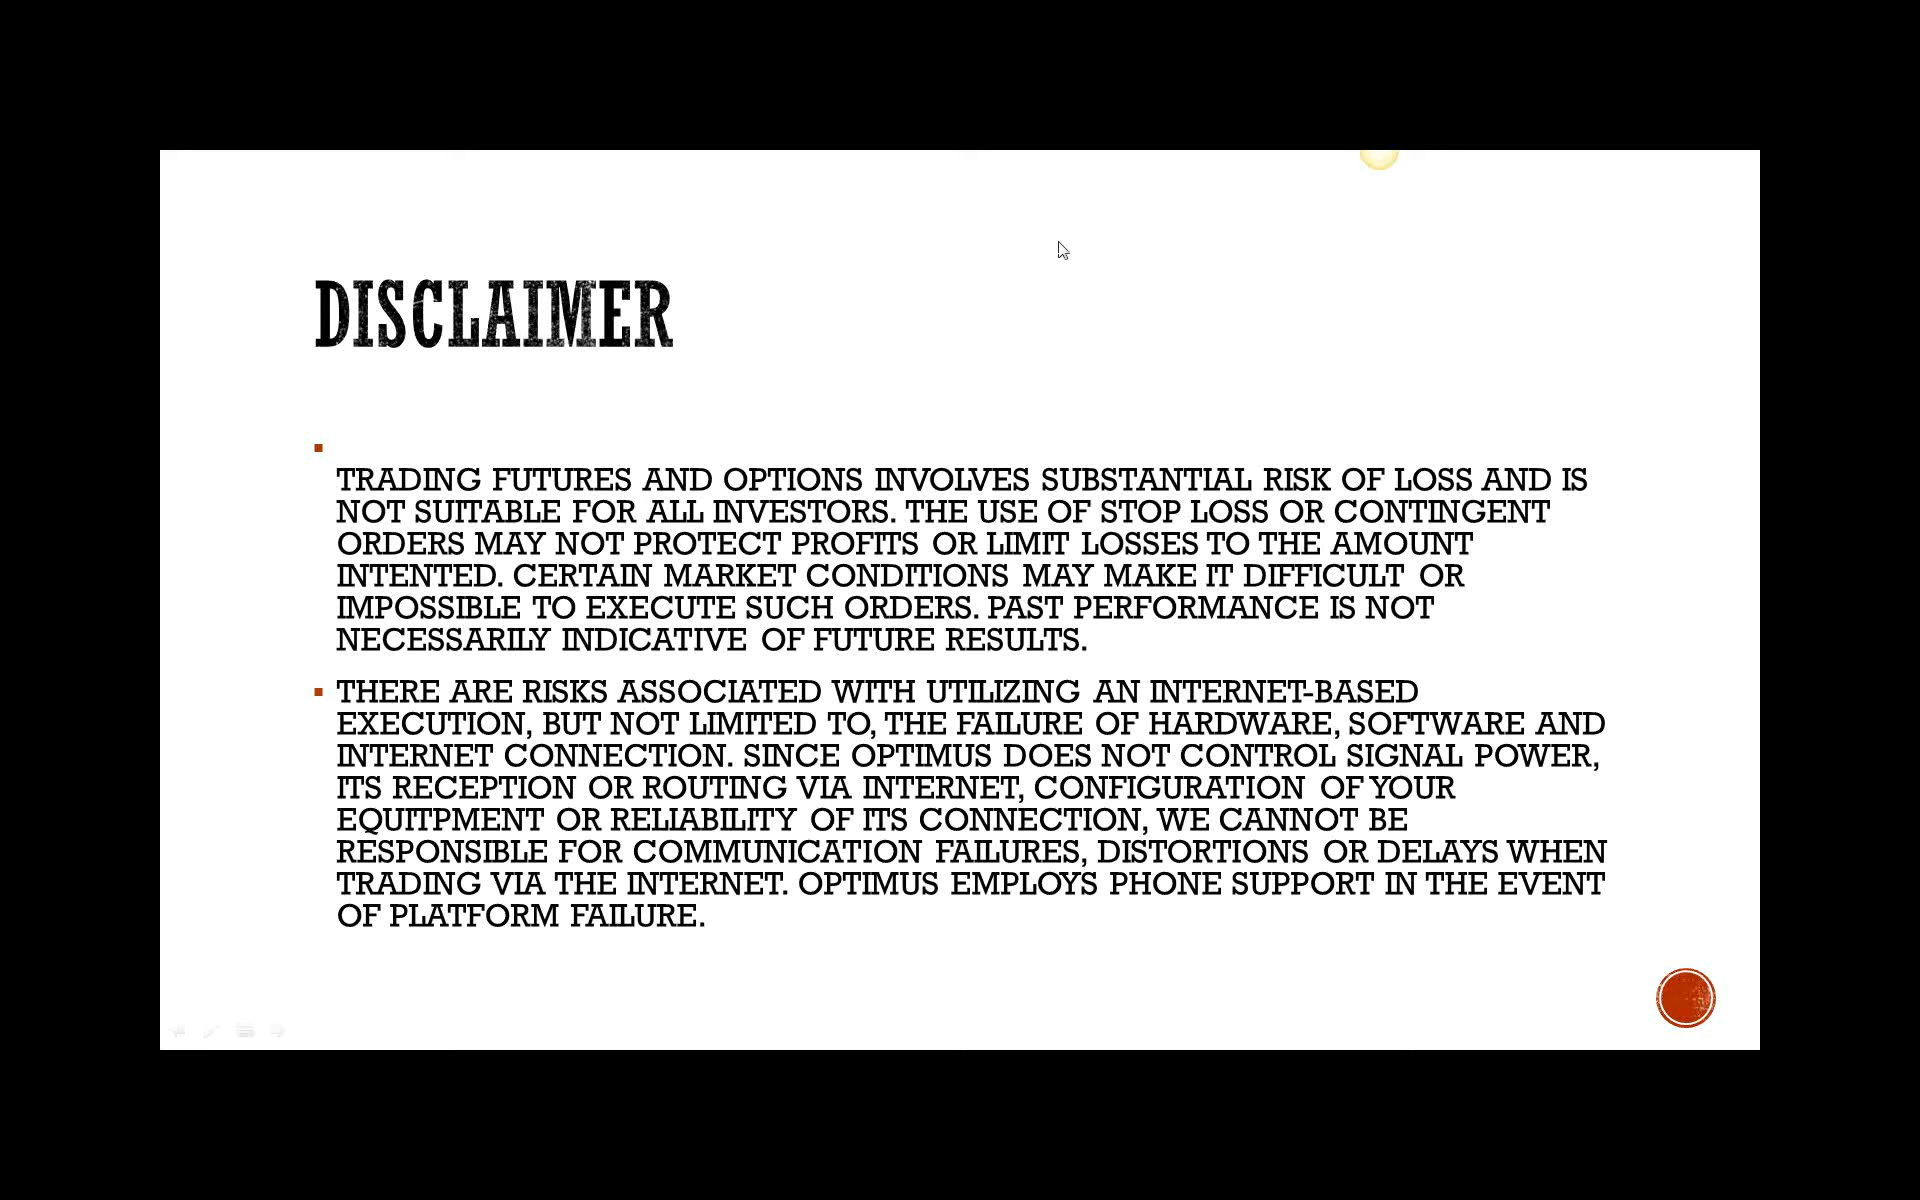 DISCLAIMER
TRADING FUTURES AND OPTIONS INVOLVES SUBSTANTIAL RISK OF LOSS AND IS
NOT SUITABLE FOR ALL INVESTORS. THE USE OF STOP LOSS OR CONTINGENT
ORDERS MAY NOT PROTECT PROFITS OR LIMIT LOSSES TO THE AMOUNT
INTENTED. CERTAIN MARKET CONDITIONS MAY MAKE IT DIFFICULT OR
IMPOSSIBLE TO EXECUTE SUCH ORDERS. PAST PERFORMANCE IS NOT
NECESSARILY INDICATIVE OF FUTURE RESULTS.
THERE ARE RISKS ASSOCIATED WITH UTILIZING AN INTERNET-BASED
EXECUTION, BUT NOT LIMITED TO, THE FAILURE OF HARDWARE, SOFTWARE AND
INTERNET CONNECTION. SINCE OPTIMUS DOES NOT CONTROL SIGNAL POWER,
ITS RECEPTION OR ROUTING VIA INTERNET, CONFIGURATION OF YOUR
EQUITPMENT OR RELIABILITY OF ITS CONNECTION, WE CANNOT BE
RESPONSIBLE FOR COMMUNICATION FAILURES, DISTORTIONS OR DELAYS WHEN
TRADING VIA THE INTERNET. OPTIMUS EMPLOYS PHONE SUPPORT IN THE EVENT
OF PLATFORM FAILURE.